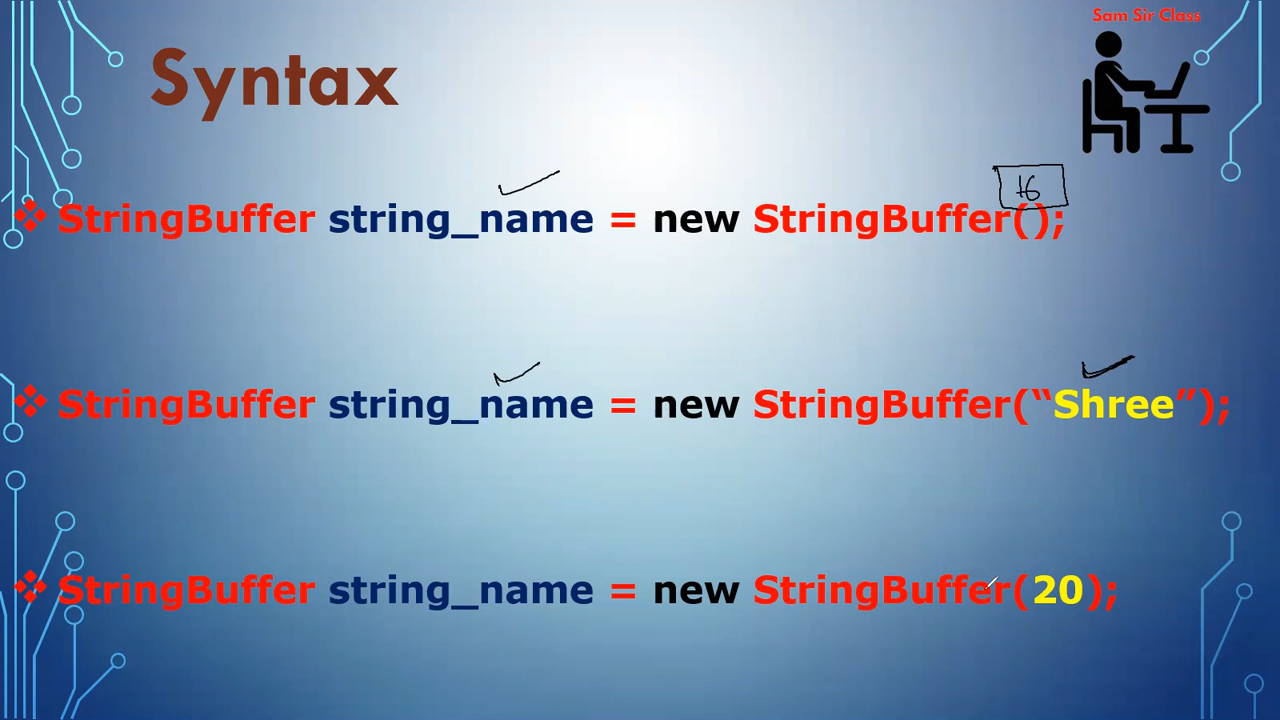 Sam Sir Class
Syntax
16
❖ StringBuffer string_name = new StringBuffer();
❖ StringBuffer string_name = new StringBuffer(“Shree”);
❖ StringBuffer string_name = new StringBuffer(20);